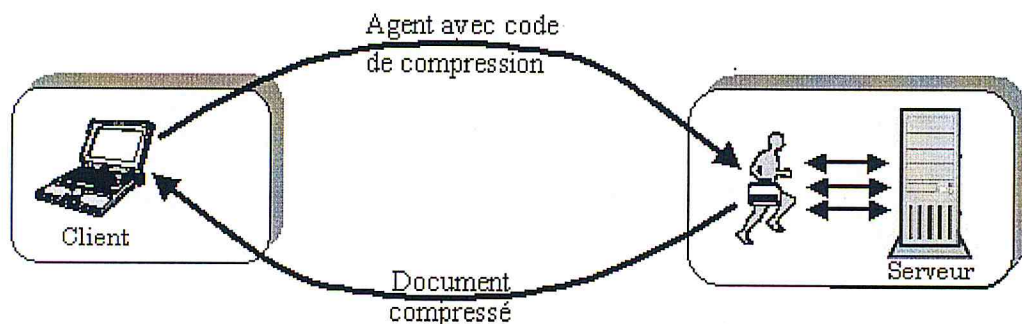 Agent avec code
de compression
Client
Serveur
Document
compressé